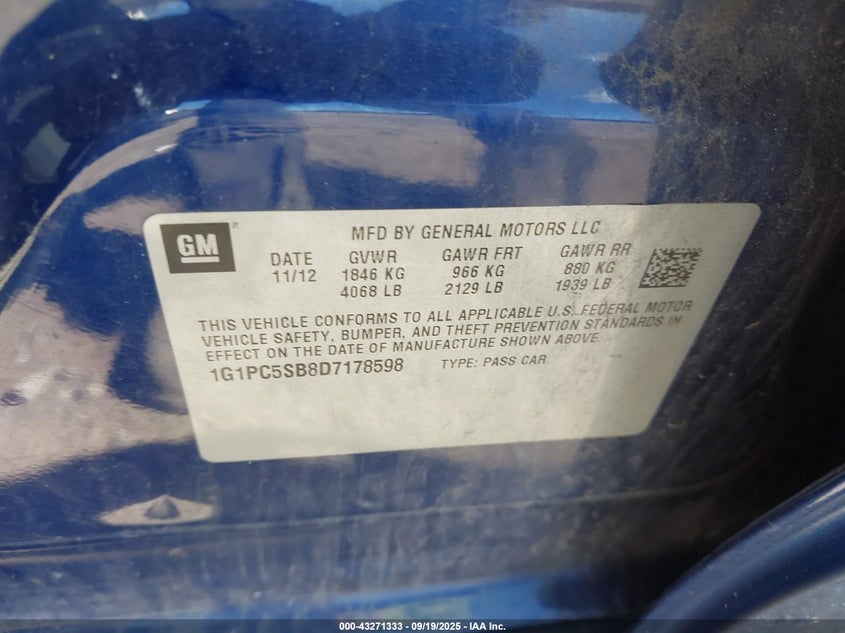 GM
MFD BY GENERAL MOTORS LLC
DATE GVWR GAWR FRT GAWR RR
11/12 1846 KG 966 KG 880 KG
4068 LB 2129 LB 1939 LB
THIS VEHICLE CONFORMS TO ALL APPLICABLE U.S. FEDERAL MOTOR
VEHICLE SAFETY, BUMPER, AND THEFT PREVENTION STANDARDS IN
EFFECT ON THE DATE OF MANUFACTURE SHOWN ABOVE.
1G1PC5SB8D7178598 TYPE: PASS CAR
000-43271333 - 09/19/2025 - IAA Inc.